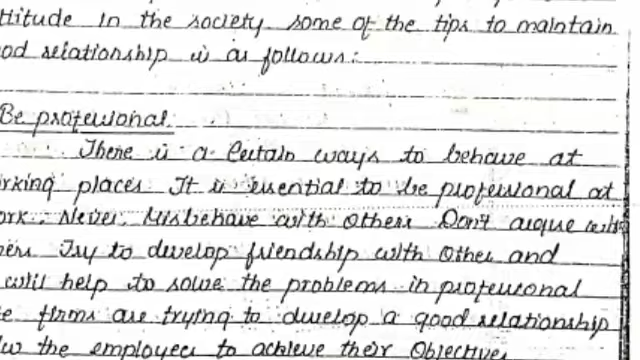 ttitude in the society some of the tips to maintain
od relationship is as follows:
Be professional
There is a certain ways to behave at
rking places It is essential to be professional at
ork. Never, Misbehave with others Don't argue with
hers Try to develop friendship with other and
will help to solve the problems in professional
e firms are trying to develop a good relationship
the employees to achieve their Objective